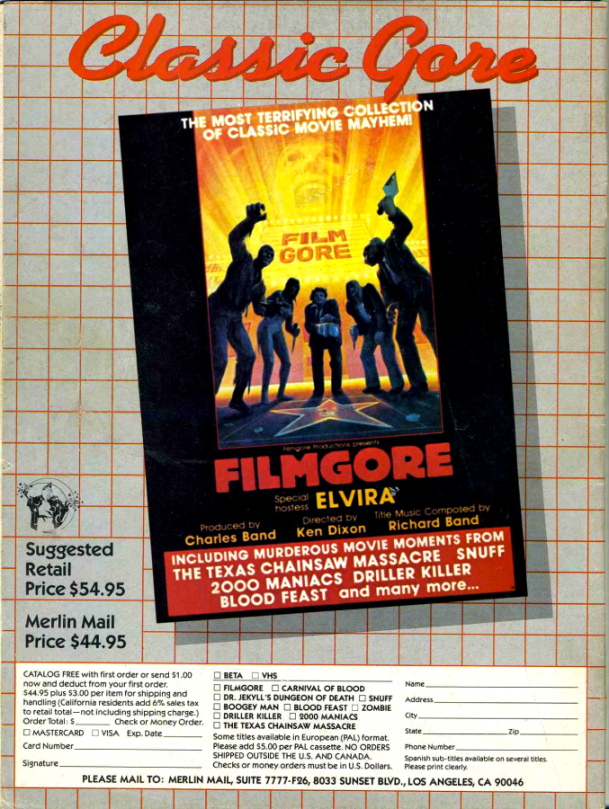 Classic Gore
THE MOST TERRIFYING COLLECTION
OF CLASSIC MOVIE MAYHEM!
FILM
GORE
Filmgore Productions presents
FILMGORE
Special
hostess ELVIRA
Produced by
Charles Band
Directed by
Ken Dixon
Title Music Composed by
Richard Band
INCLUDING MURDEROUS MOVIE MOMENTS FROM
THE TEXAS CHAINSAW MASSACRE SNUFF
2000 MANIACS DRILLER KILLER
BLOOD FEAST and many more...
Suggested
Retail
Price $54.95
Merlin Mail
Price $44.95
CATALOG FREE with first order or send $1.00
now and deduct from your first order.
$44.95 plus $3.00 per item for shipping and
handling (California residents add 6% sales tax
to retail total—not including shipping charge.)
Order Total: $ Check or Money Order.
☐ MASTERCARD ☐ VISA Exp. Date
Card Number
Signature
☐ BETA ☐ VHS
☐ FILMGORE ☐ CARNIVAL OF BLOOD
☐ DR. JEKYLL'S DUNGEON OF DEATH ☐ SNUFF
☐ BOOGEY MAN ☐ BLOOD FEAST ☐ ZOMBIE
☐ DRILLER KILLER ☐ 2000 MANIACS
☐ THE TEXAS CHAINSAW MASSACRE
Some titles available in European (PAL) format.
Please add $5.00 per PAL cassette. NO ORDERS
SHIPPED OUTSIDE THE U.S. AND CANADA.
Checks or money orders must be in U.S. Dollars.
Name
Address
City
State Zip
Phone Number
Spanish sub-titles available on several titles.
Please print clearly.
PLEASE MAIL TO: MERLIN MAIL, SUITE 7777-F26, 8033 SUNSET BLVD., LOS ANGELES, CA 90046